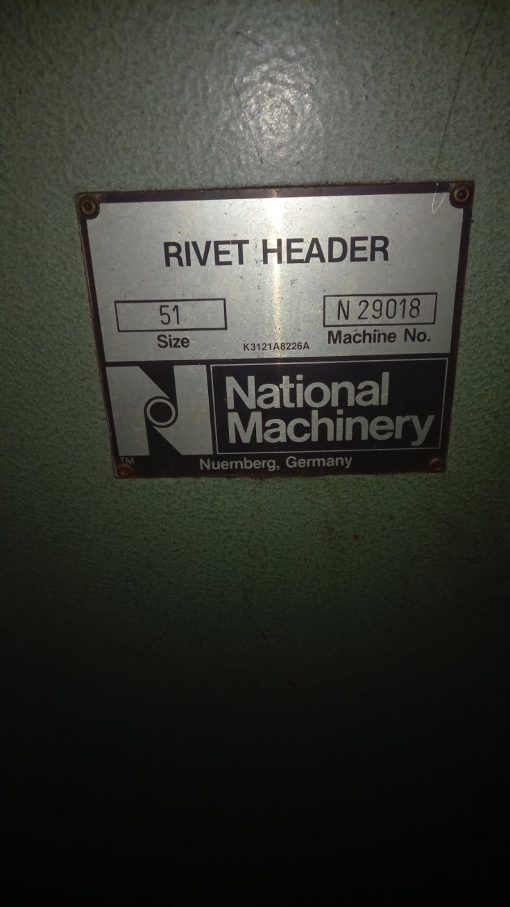 RIVET HEADER
51 N 29018
Size K3121A8226A Machine No.
National
Machinery
TM
Nuernberg, Germany